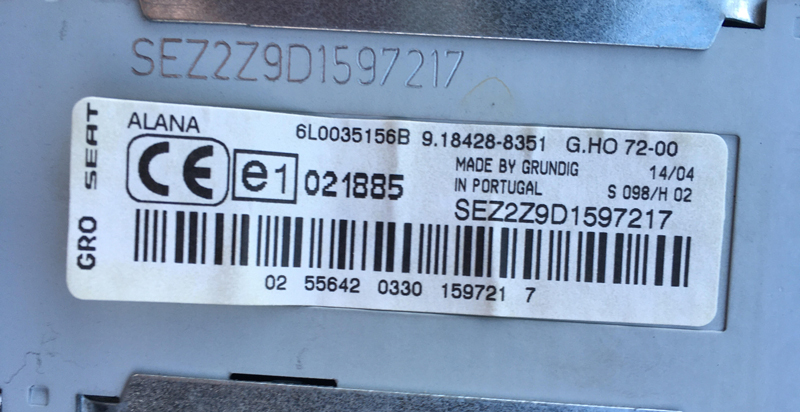 SEZ2Z9D1597217
GRO SEAT
ALANA
6L0035156B 9.18428-8351 G.HO 72-00
CE e1 021885
MADE BY GRUNDIG 14/04
IN PORTUGAL S 098/H 02
SEZ2Z9D1597217
02 55642 0330 159721 7